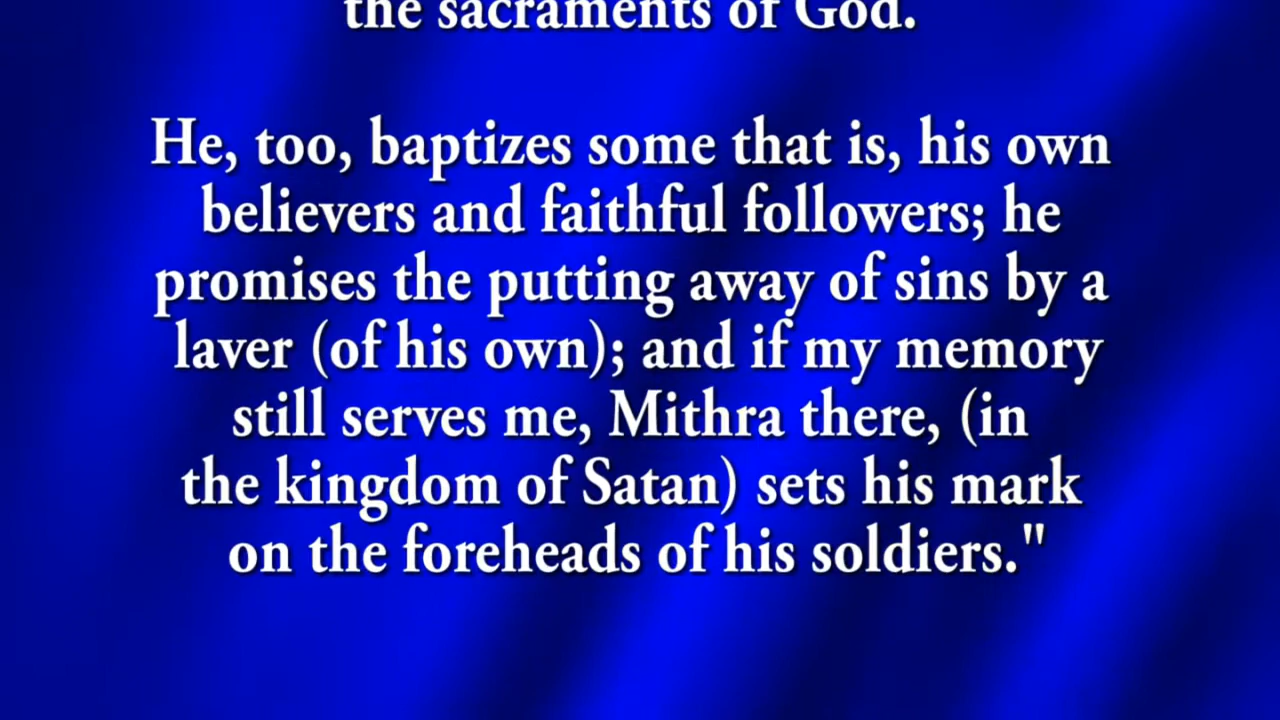 the sacraments of God.
He, too, baptizes some that is, his own
believers and faithful followers; he
promises the putting away of sins by a
laver (of his own); and if my memory
still serves me, Mithra there, (in
the kingdom of Satan) sets his mark
on the foreheads of his soldiers."